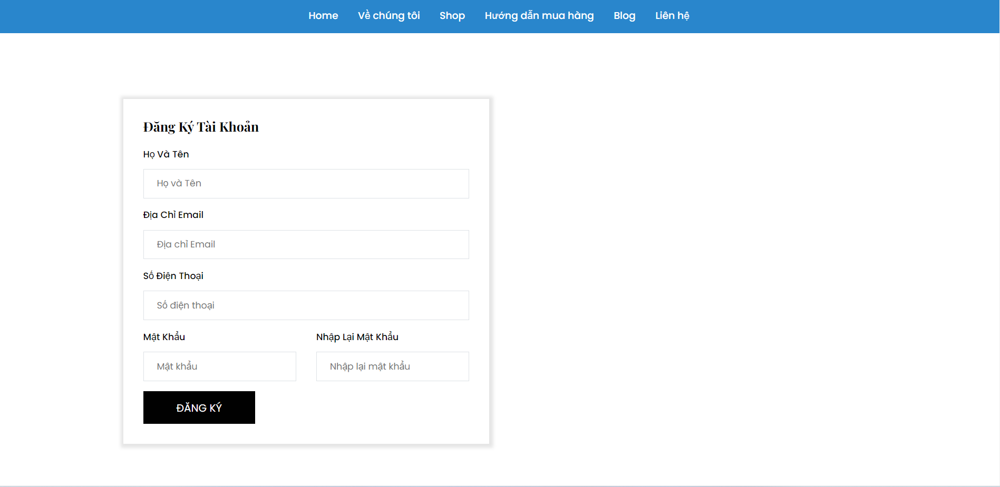 Home Về chúng tôi Shop Hướng dẫn mua hàng Blog Liên hệ
Đăng Ký Tài Khoản
Họ Và Tên
Họ và Tên
Địa Chỉ Email
Địa chỉ Email
Số Điện Thoại
Số điện thoại
Mật Khẩu Nhập Lại Mật Khẩu
Mật khẩu Nhập lại mật khẩu
ĐĂNG KÝ